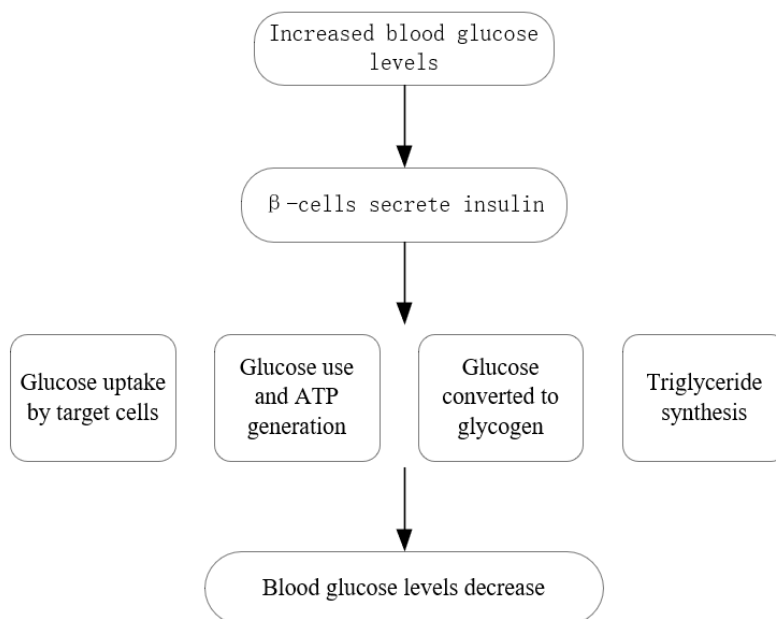 Increased blood glucose
levels
β-cells secrete insulin
Glucose uptake
by target cells
Glucose use
and ATP
generation
Glucose
converted to
glycogen
Triglyceride
synthesis
Blood glucose levels decrease